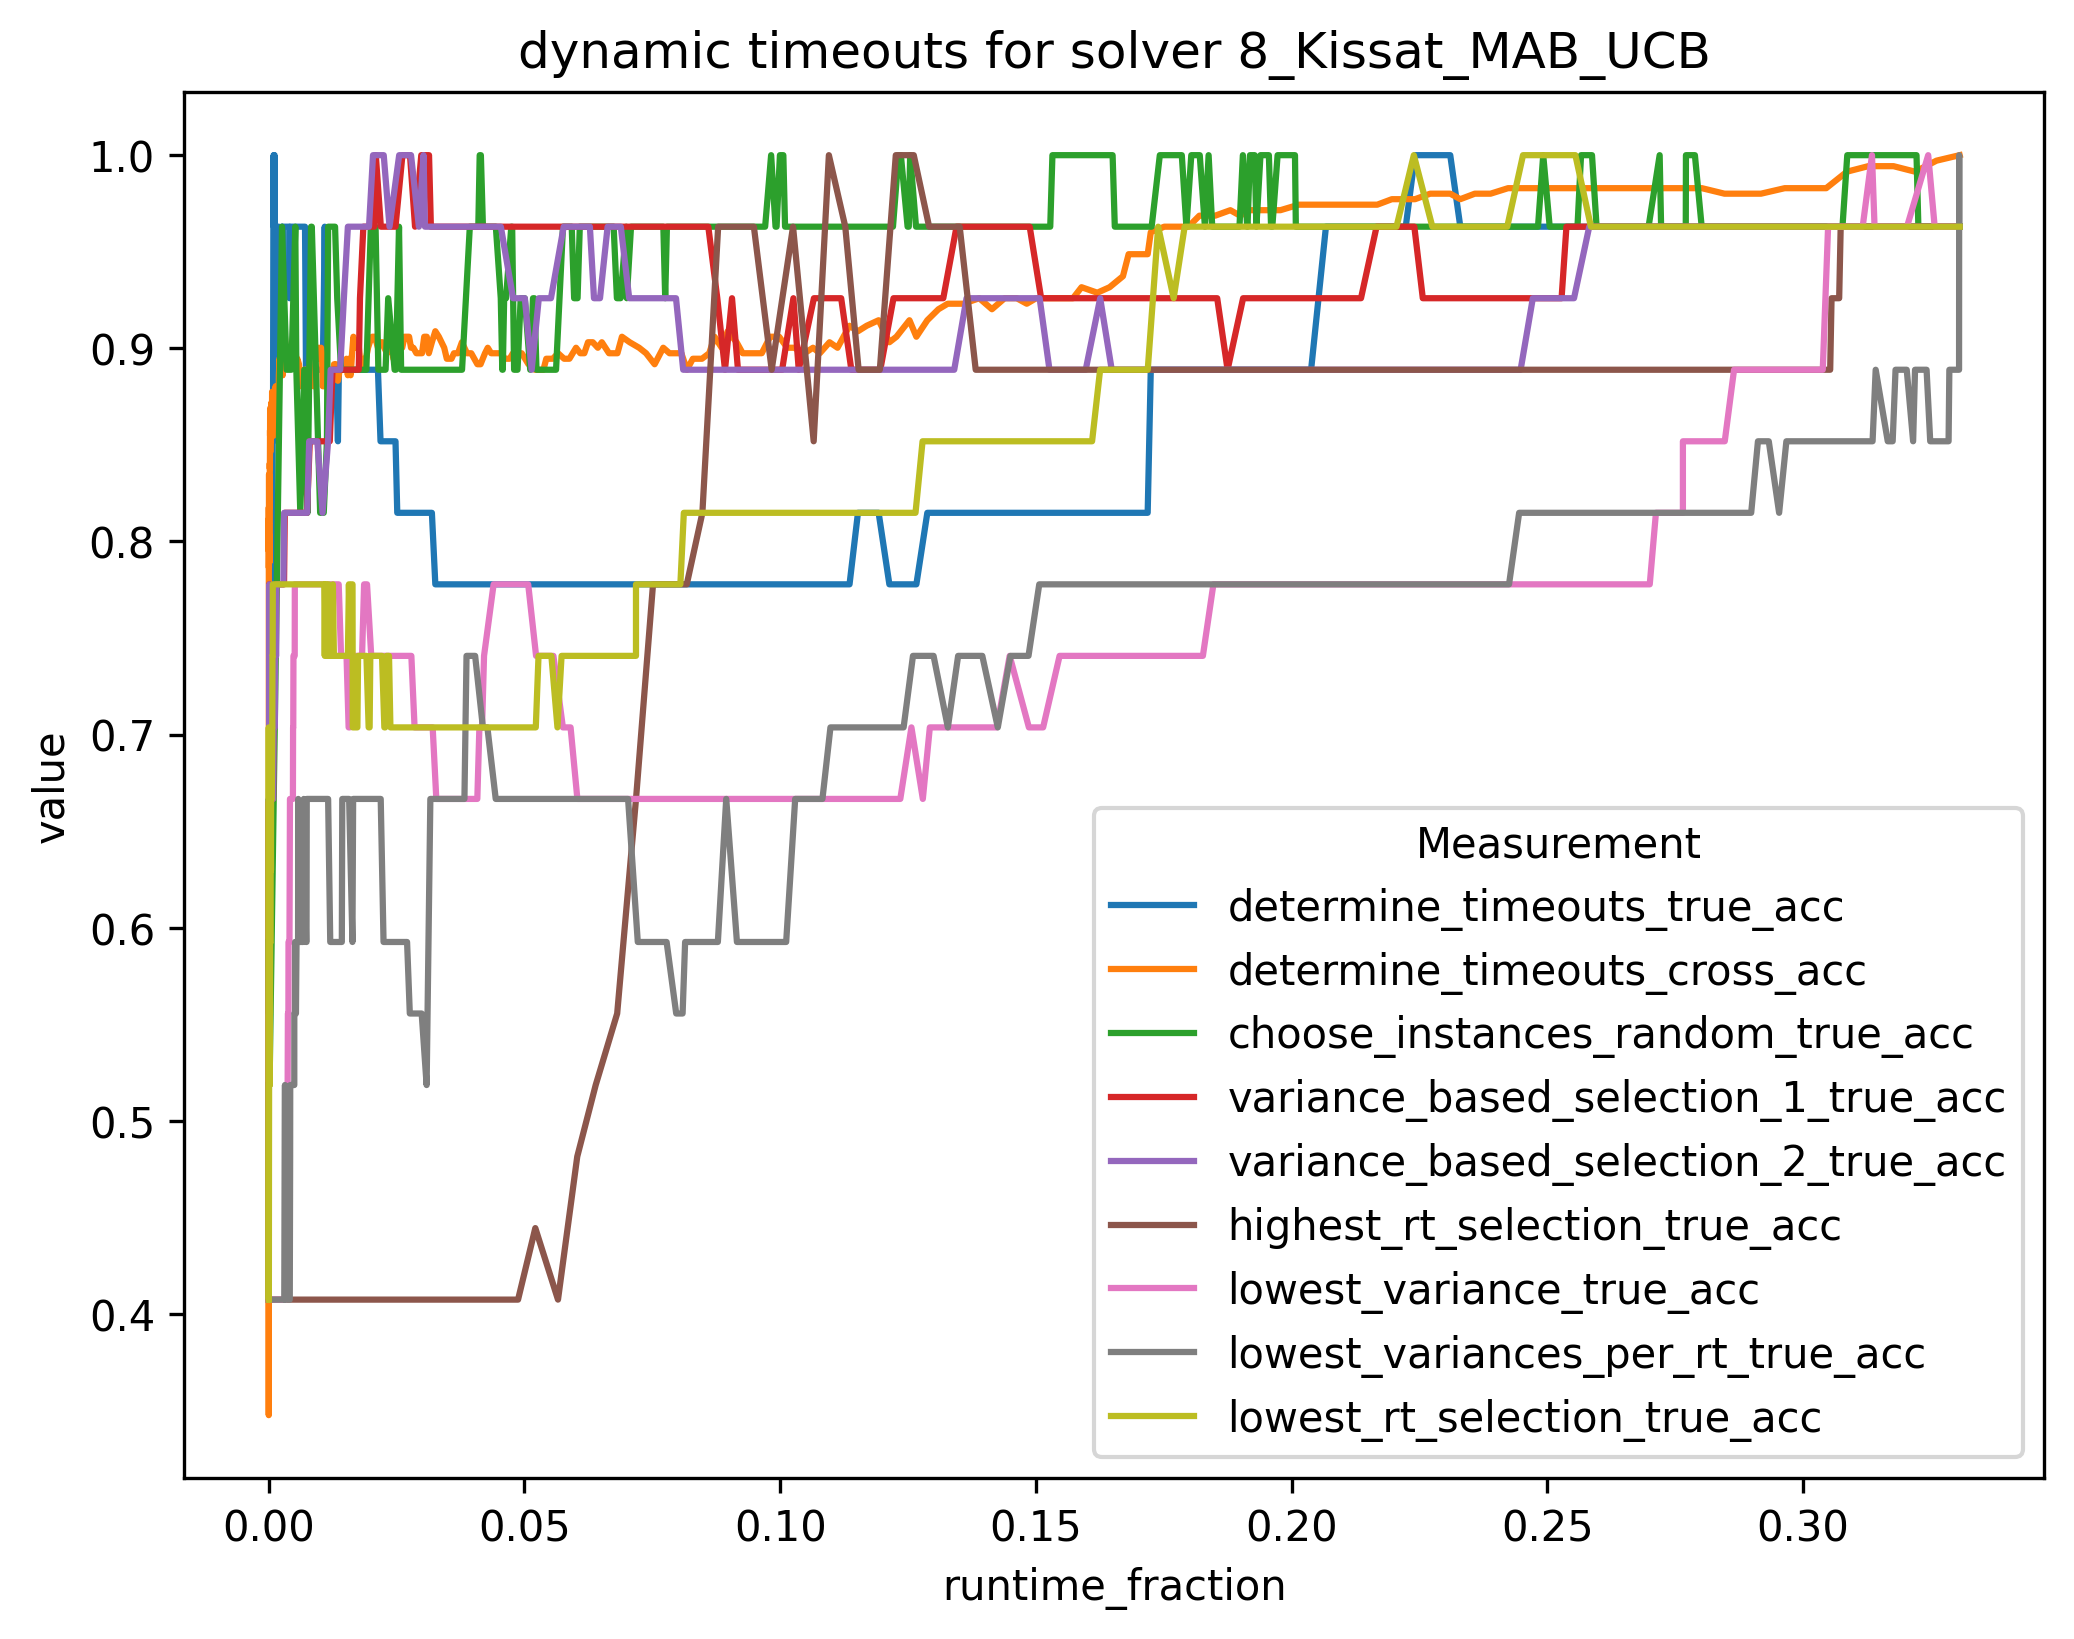 dynamic timeouts for solver 8_Kissat_MAB_UCB
1.0
0.9
0.8
0.7
0.6
0.5
0.4
value
Measurement
determine_timeouts_true_acc
determine_timeouts_cross_acc
choose_instances_random_true_acc
variance_based_selection_1_true_acc
variance_based_selection_2_true_acc
highest_rt_selection_true_acc
lowest_variance_true_acc
lowest_variances_per_rt_true_acc
lowest_rt_selection_true_acc
0.00 0.05 0.10 0.15 0.20 0.25 0.30
runtime_fraction